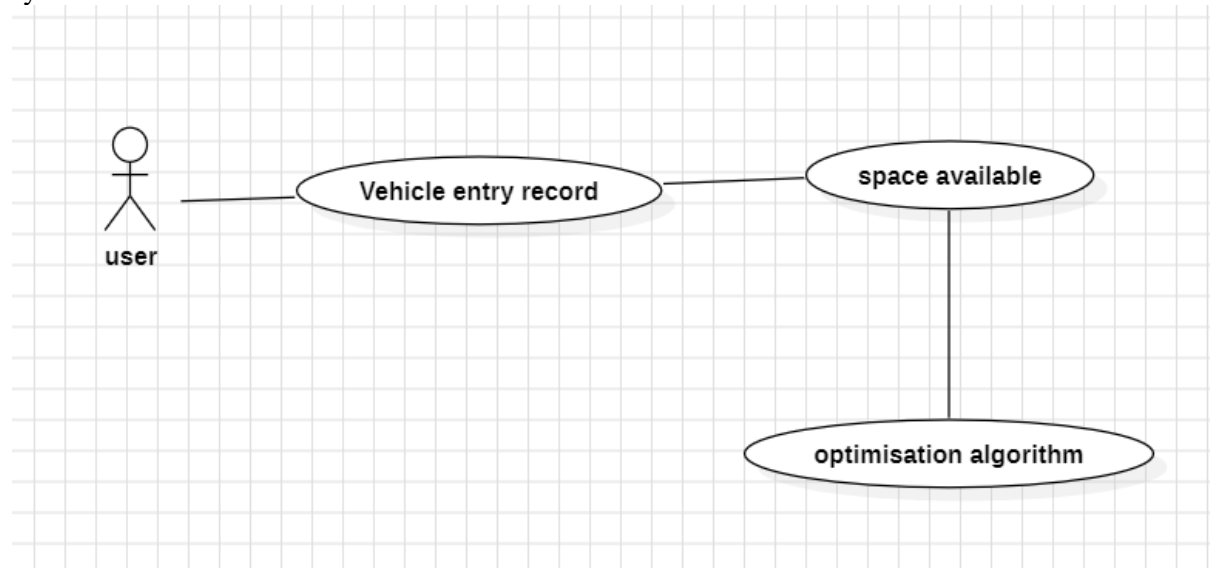 Vehicle entry record
space available
user
optimisation algorithm